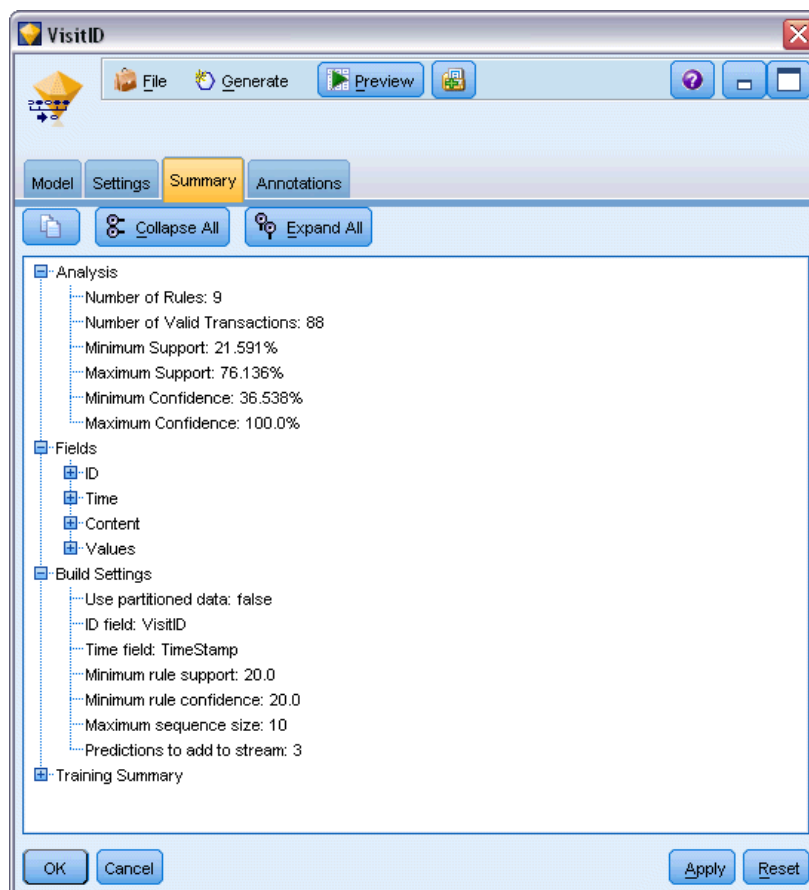 VisitID
File Generate Preview
Model Settings Summary Annotations
Collapse All Expand All
Analysis
Number of Rules: 9
Number of Valid Transactions: 88
Minimum Support: 21.591%
Maximum Support: 76.136%
Minimum Confidence: 36.538%
Maximum Confidence: 100.0%
Fields
ID
Time
Content
Values
Build Settings
Use partitioned data: false
ID field: VisitID
Time field: TimeStamp
Minimum rule support: 20.0
Minimum rule confidence: 20.0
Maximum sequence size: 10
Predictions to add to stream: 3
Training Summary
OK Cancel Apply Reset